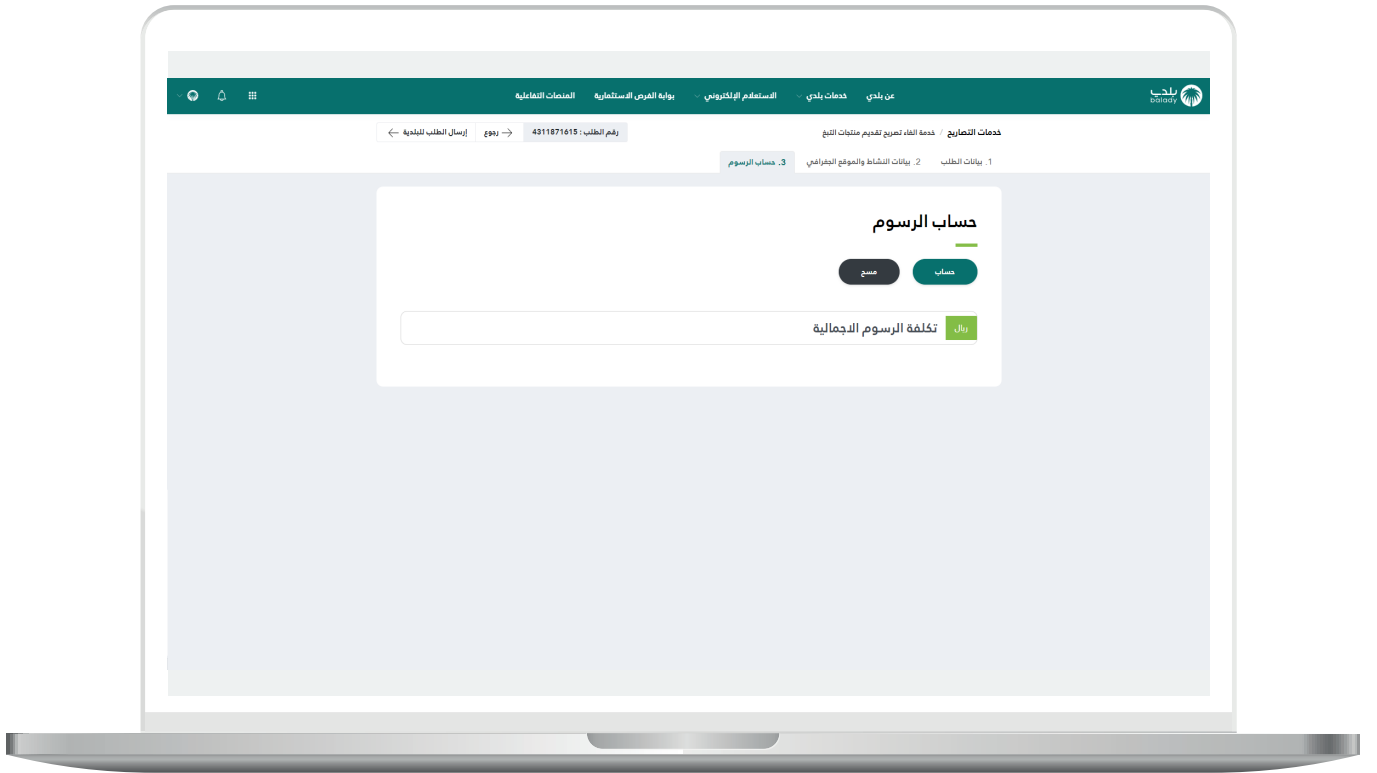 بلدي
balady
عن بلدي
خدمات بلدي
الاستعلام الإلكتروني
بوابة الفرص الاستثمارية
المنصات التفاعلية
خدمات التصاريح / خدمة الغاء تصريح تقديم منتجات التبغ
رقم الطلب : 4311871615
رجوع
إرسال الطلب للبلدية
1. بيانات الطلب
2. بيانات النشاط والموقع الجغرافي
3. حساب الرسوم
حساب الرسوم
حساب
مسح
ريال
تكلفة الرسوم الاجمالية